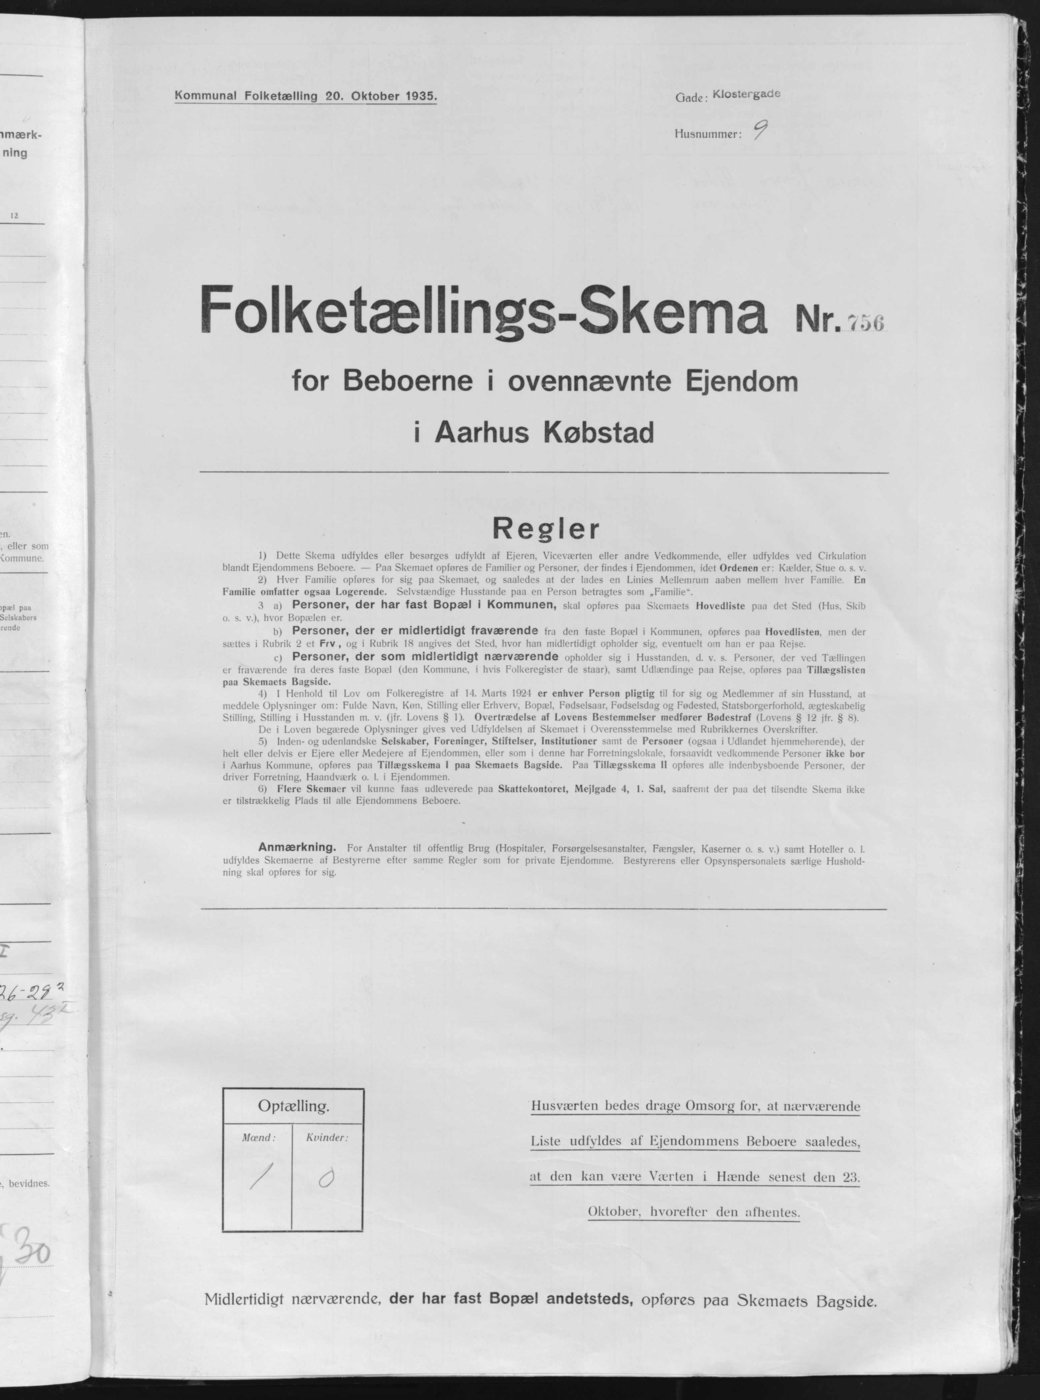 Kommunal Folketælling 20. Oktober 1935.
Gade: Klostergade
Husnummer: 9
Folketællings-Skema Nr. 756
for Beboerne i ovennævnte Ejendom
i Aarhus Købstad
Regler
1) Dette Skema udfyldes eller besørges udfyldt af Ejeren, Viceværten eller andre Vedkommende, eller udfyldes ved Cirkulation
blandt Ejendommens Beboere. — Paa Skemaet opføres de Familier og Personer, der findes i Ejendommen, idet Ordenen er: Kælder, Stue o. s. v.
2) Hver Familie opføres for sig paa Skemaet, og saaledes at der lades en Linies Mellemrum aaben mellem hver Familie. En
Familie omfatter ogsaa Logerende. Selvstændige Husstande paa en Person betragtes som „Familie“.
3 a) Personer, der har fast Bopæl i Kommunen, skal opføres paa Skemaets Hovedliste paa det Sted (Hus, Skib
o. s. v.), hvor Bopælen er.
b) Personer, der er midlertidigt fraværende fra den faste Bopæl i Kommunen, opføres paa Hovedlisten, men der
sættes i Rubrik 2 et Frv, og i Rubrik 18 angives det Sted, hvor han midlertidigt opholder sig, eventuelt om han er paa Rejse.
c) Personer, der som midlertidigt nærværende opholder sig i Husstanden, d. v. s. Personer, der ved Tællingen
er fraværende fra deres faste Bopæl (den Kommune, i hvis Folkeregister de staar), samt Udlændinge paa Rejse, opføres paa Tillægslisten
paa Skemaets Bagside.
4) I Henhold til Lov om Folkeregistre af 14. Marts 1924 er enhver Person pligtig til for sig og Medlemmer af sin Husstand, at
meddele Oplysninger om: Fulde Navn, Køn, Stilling eller Erhverv, Bopæl, Fødselsaar, Fødselsdag og Fødested, Statsborgerforhold, ægteskabelig
Stilling, Stilling i Husstanden m. v. (jfr. Lovens § 1). Overtrædelse af Lovens Bestemmelser medfører Bødestraf (Lovens § 12 jfr. § 8).
De i Loven begærede Oplysninger gives ved Udfyldelsen af Skemaet i Overensstemmelse med Rubrikkernes Overskrifter.
5) Inden- og udenlandske Selskaber, Foreninger, Stiftelser, Institutioner samt de Personer (ogsaa i Udlandet hjemmehørende), der
helt eller delvis er Ejere eller Medejere af Ejendommen, eller som i denne har Forretningslokale, forsaavidt vedkommende Personer ikke bor
i Aarhus Kommune, opføres paa Tillægsskema I paa Skemaets Bagside. Paa Tillægsskema II opføres alle indenbysboende Personer, der
driver Forretning, Haandværk o. l. i Ejendommen.
6) Flere Skemaer vil kunne faas udleverede paa Skattekontoret, Mejlgade 4, 1. Sal, saafremt der paa det tilsendte Skema ikke
er tilstrækkelig Plads til alle Ejendommens Beboere.
Anmærkning. For Anstalter til offentlig Brug (Hospitaler, Forsørgelsesanstalter, Fængsler, Kaserner o. s. v.) samt Hoteller o. l.
udfyldes Skemaerne af Bestyrerne efter samme Regler som for private Ejendomme. Bestyrerens eller Opsynspersonalets særlige Hushold-
ning skal opføres for sig.
Optælling.
Mænd: Kvinder:
1 0
Husværten bedes drage Omsorg for, at nærværende
Liste udfyldes af Ejendommens Beboere saaledes,
at den kan være Værten i Hænde senest den 23.
Oktober, hvorefter den afhentes.
Midlertidigt nærværende, der har fast Bopæl andetsteds, opføres paa Skemaets Bagside.
nmærk-
ning
12
en.
, eller som
Kommune.
opæl paa
Selskabers
rende
26-29²
43
, bevidnes.
30